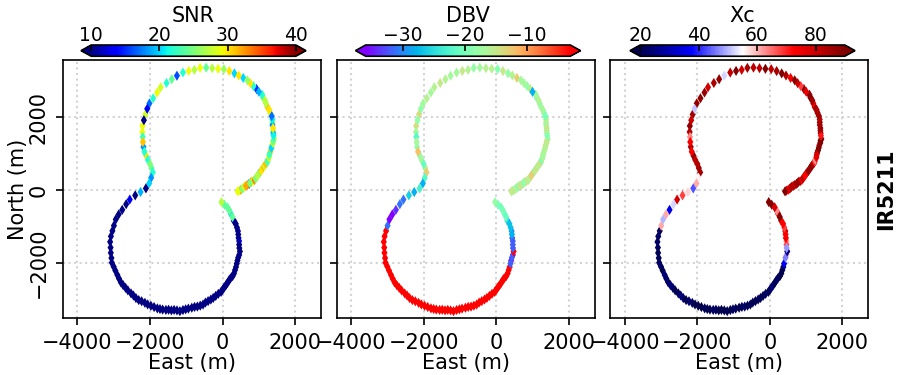 SNR DBV Xc
10 20 30 40 −30 −20 −10 20 40 60 80
2000
0
−2000
North (m)
IR5211
−4000 −2000 0 2000 −4000 −2000 0 2000 −4000 −2000 0 2000
East (m) East (m) East (m)